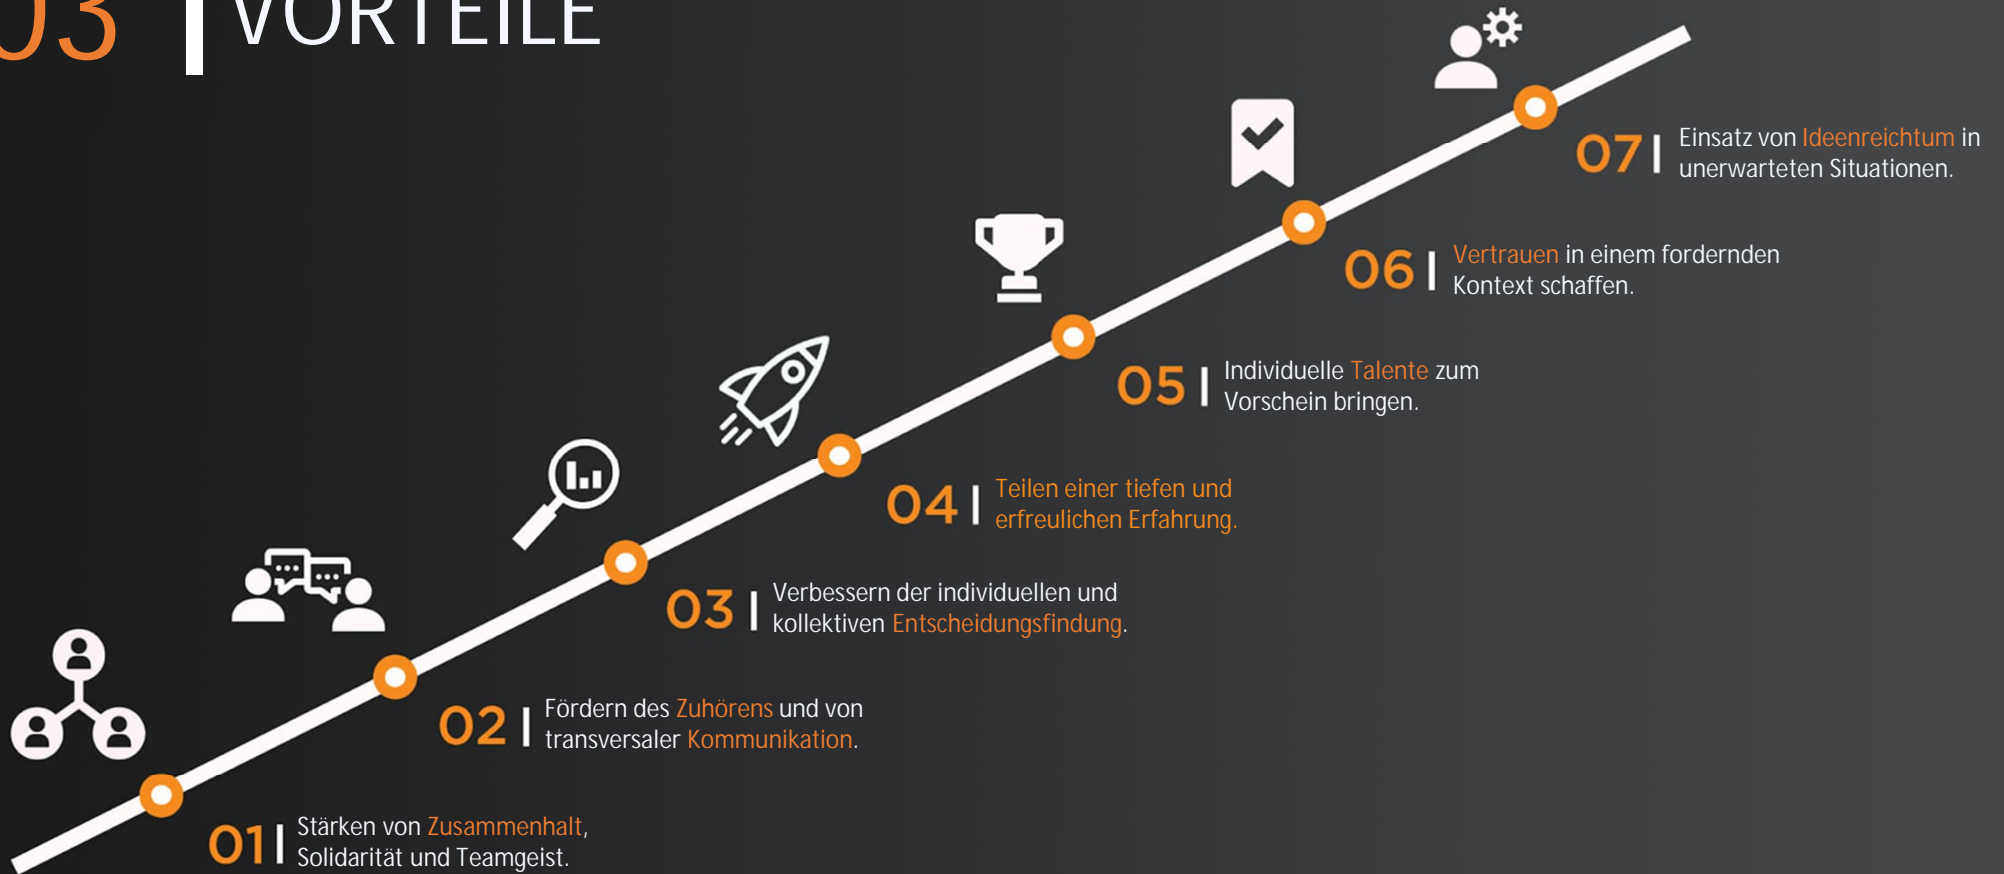 03 | VORTEILE
07 | Einsatz von Ideenreichtum in
unerwarteten Situationen.
06 | Vertrauen in einem fordernden
Kontext schaffen.
05 | Individuelle Talente zum
Vorschein bringen.
04 | Teilen einer tiefen und
erfreulichen Erfahrung.
03 | Verbessern der individuellen und
kollektiven Entscheidungsfindung.
02 | Fördern des Zuhörens und von
transversaler Kommunikation.
01 | Stärken von Zusammenhalt,
Solidarität und Teamgeist.